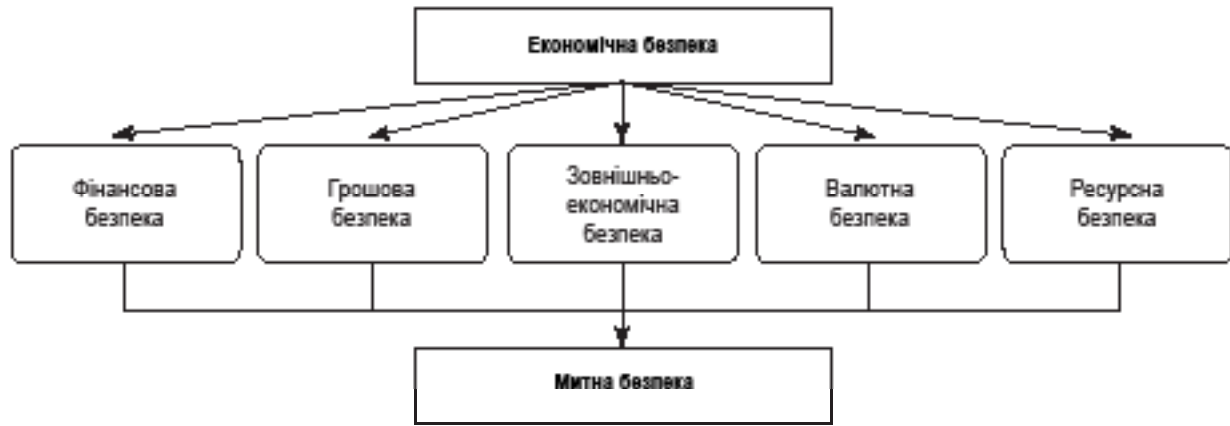 Економічна безпека
Фінансова
безпека
Грошова
безпека
Зовнішньо-
економічна
безпека
Валютна
безпека
Ресурсна
безпека
Митна безпека